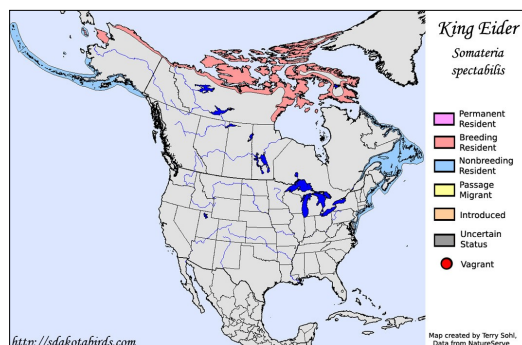 King Eider
Somateria
spectabilis
Permanent
Resident
Breeding
Resident
Nonbreeding
Resident
Passage
Migrant
Introduced
Uncertain
Status
Vagrant
http://sdakotabirds.com
Map created by Terry Sohl,
Data from NatureServe